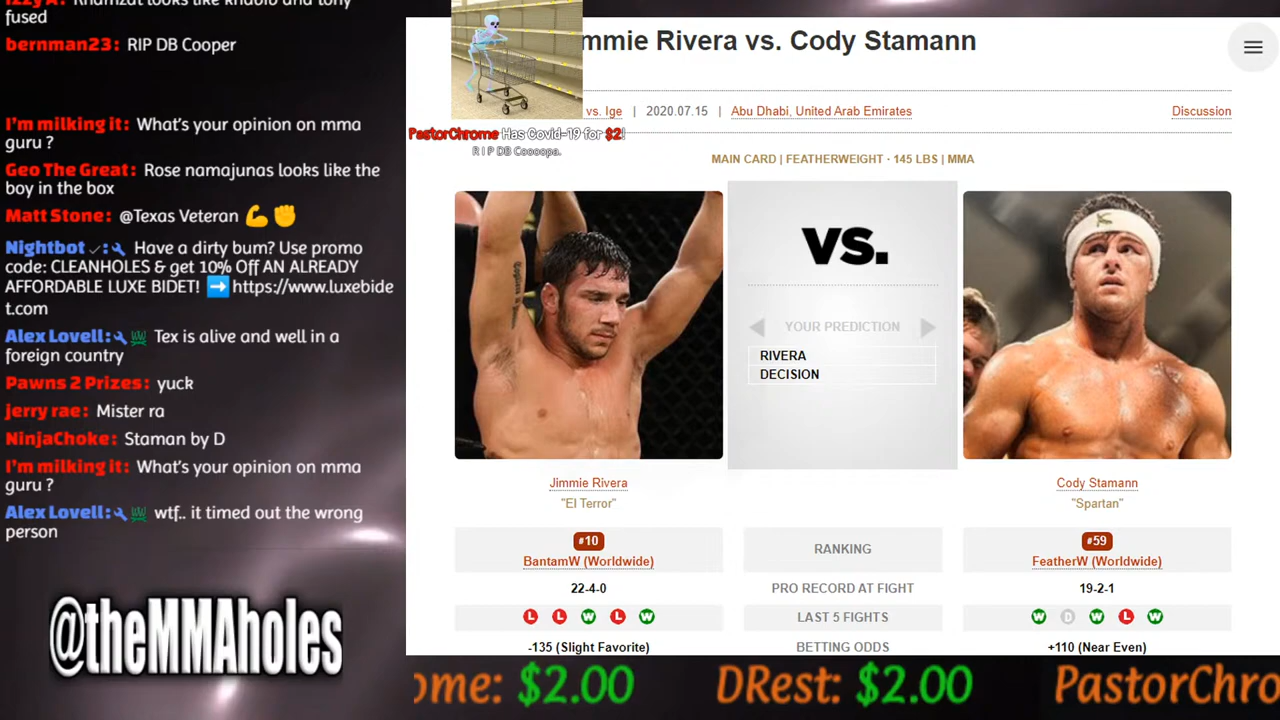 fused
bernman23: RIP DB Cooper
I'm milking it: What's your opinion on mma
guru ?
Geo The Great: Rose namajunas looks like the
boy in the box
Matt Stone: @Texas Veteran 💪 ✊
Nightbot ✓:🔧 Have a dirty bum? Use promo
code: CLEANHOLES & get 10% Off AN ALREADY
AFFORDABLE LUXE BIDET! ➡️ https://www.luxebide
t.com
Alex Lovell: Tex is alive and well in a
foreign country
Pawns 2 Prizes: yuck
jerry rae: Mister ra
NinjaChoke: Staman by D
I'm milking it: What's your opinion on mma
guru ?
Alex Lovell: wtf.. it timed out the wrong
person
@theMMAholes
mmie Rivera vs. Cody Stamann
vs. Ige | 2020.07.15 | Abu Dhabi, United Arab Emirates
Discussion
PastorChrome Has Covid-19 for $2!
R I P DB Coooopa.
MAIN CARD | FEATHERWEIGHT · 145 LBS | MMA
VS.
YOUR PREDICTION
RIVERA
DECISION
Jimmie Rivera
"El Terror"
Cody Stamann
"Spartan"
#10
BantamW (Worldwide)
RANKING
#59
FeatherW (Worldwide)
22-4-0
PRO RECORD AT FIGHT
19-2-1
L L W L W
LAST 5 FIGHTS
W D W L W
-135 (Slight Favorite)
BETTING ODDS
+110 (Near Even)
ome: $2.00 DRest: $2.00 PastorChro